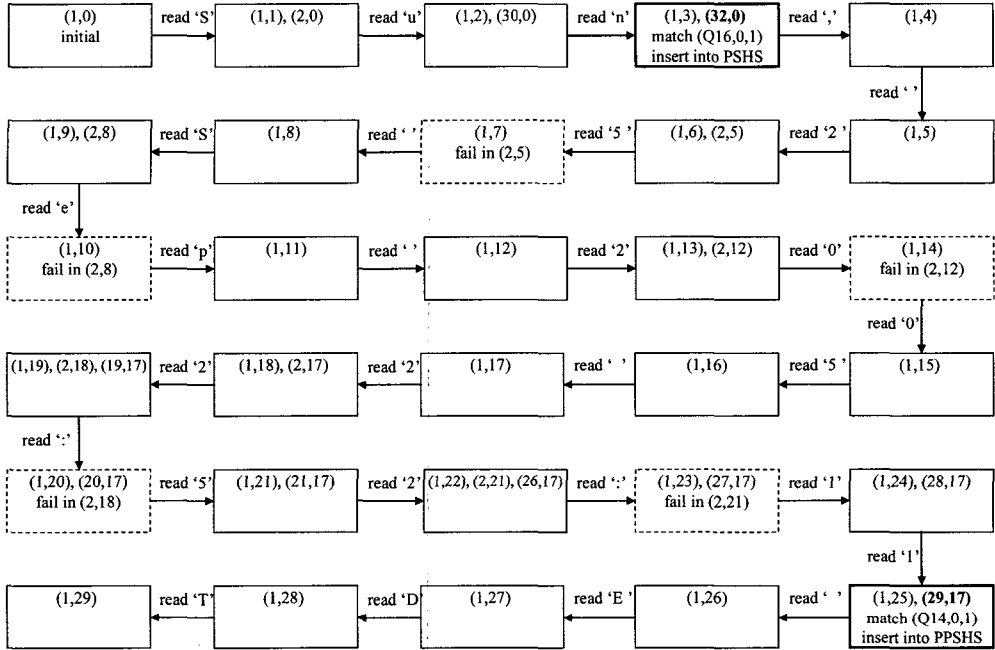 (1,0)
initial
read ‘S’
(1,1), (2,0)
read ‘u’
(1,2), (30,0)
read ‘n’
(1,3), (32,0)
match (Q16,0,1)
insert into PSHS
read ‘,’
(1,4)
read ‘ ’
(1,5)
read ‘2 ’
(1,6), (2,5)
read ‘5 ’
(1,7)
fail in (2,5)
read ‘ ’
(1,8)
read ‘S’
(1,9), (2,8)
read ‘e’
(1,10)
fail in (2,8)
read ‘p’
(1,11)
read ‘ ’
(1,12)
read ‘2’
(1,13), (2,12)
read ‘0’
(1,14)
fail in (2,12)
read ‘0’
(1,15)
read ‘5 ’
(1,16)
read ‘ ’
(1,17)
read ‘2’
(1,18), (2,17)
read ‘2’
(1,19), (2,18), (19,17)
read ‘:’
(1,20), (20,17)
fail in (2,18)
read ‘5’
(1,21), (21,17)
read ‘2’
(1,22), (2,21), (26,17)
read ‘:’
(1,23), (27,17)
fail in (2,21)
read ‘1’
(1,24), (28,17)
read ‘1’
(1,25), (29,17)
match (Q14,0,1)
insert into PPSHS
read ‘ ’
(1,26)
read ‘E ’
(1,27)
read ‘D’
(1,28)
read ‘T’
(1,29)